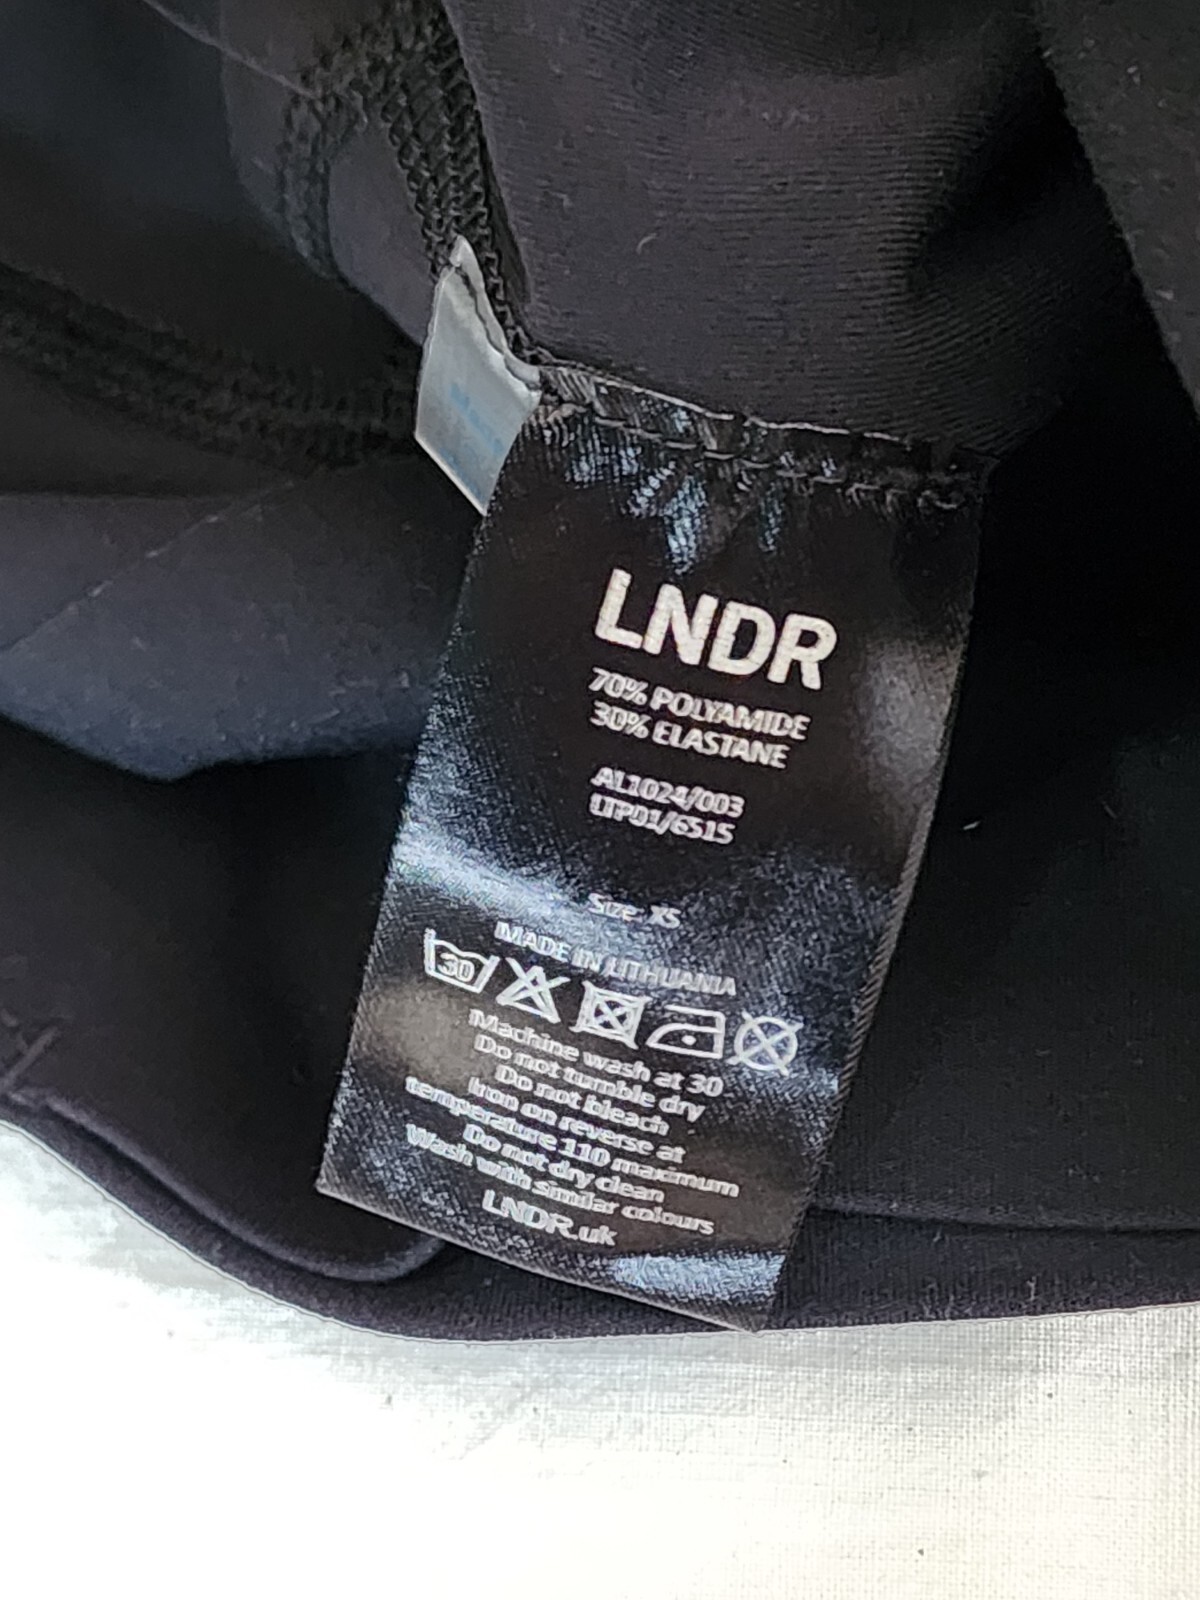 LNDR
70% POLYAMIDE
30% ELASTANE
AL1024/003
LTP01/6515
Size: XS
MADE IN LITHUANIA
30
Machine wash at 30
Do not tumble dry
Do not bleach
Iron on reverse at
temperature 110 maximum
Do not dry clean
Wash with similar colours
LNDR.uk